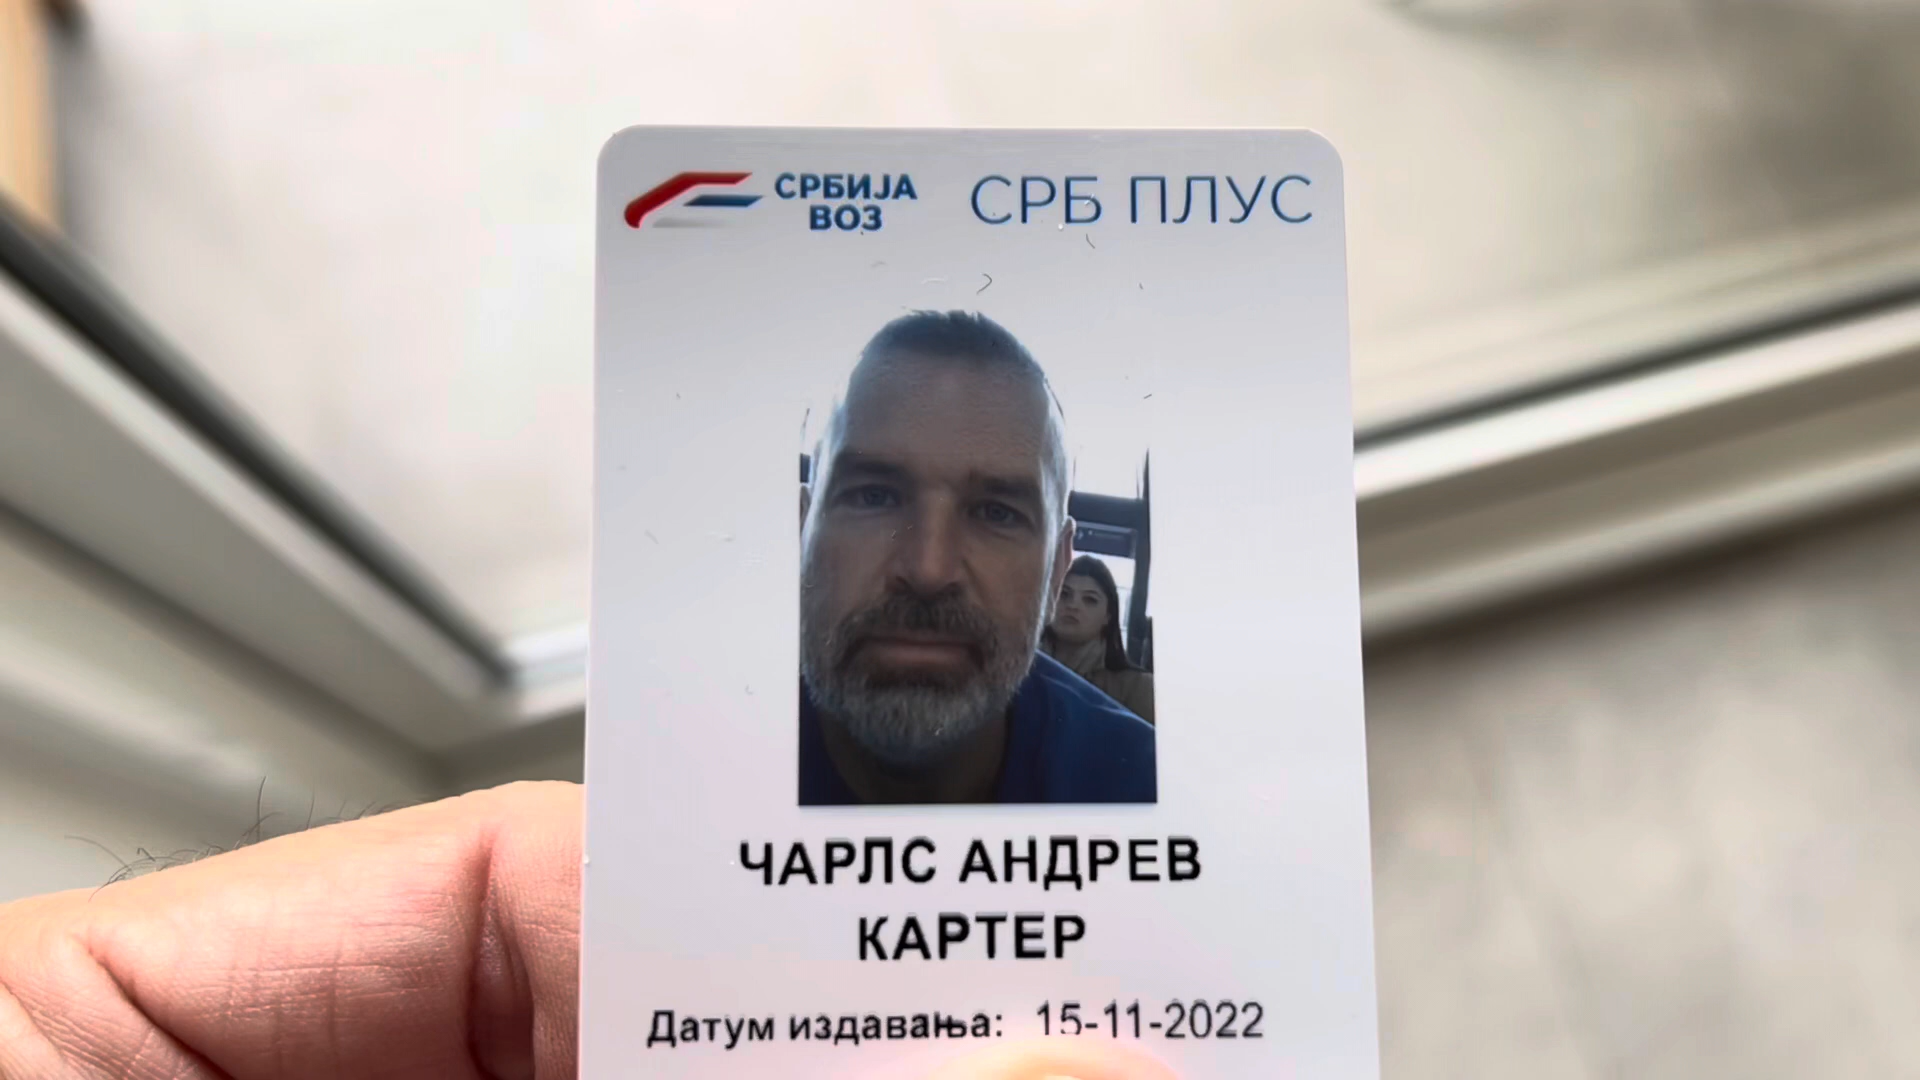 СРБИЈА
ВОЗ
СРБ ПЛУС
ЧАРЛС АНДРЕВ
КАРТЕР
Датум издавања: 15-11-2022